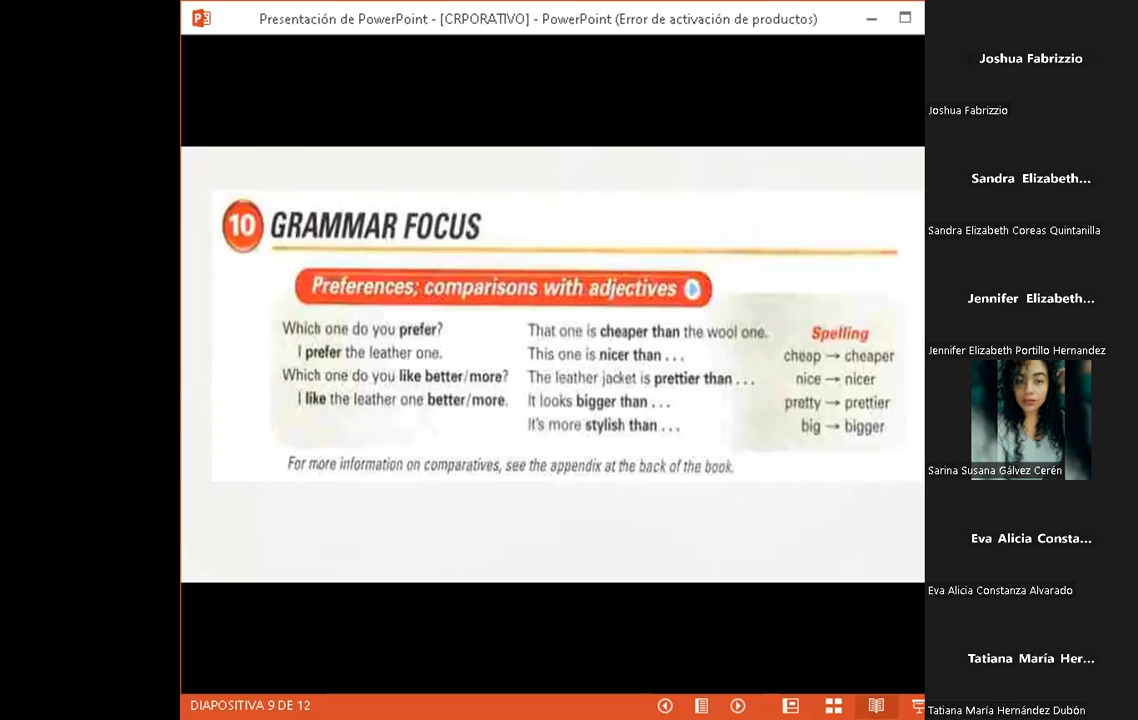 Presentación de PowerPoint - [CRPORATIVO] - PowerPoint (Error de activación de productos)
10 GRAMMAR FOCUS
Preferences; comparisons with adjectives
Which one do you prefer?
I prefer the leather one.
Which one do you like better/more?
I like the leather one better/more.
That one is cheaper than the wool one.
This one is nicer than . . .
The leather jacket is prettier than . . .
It looks bigger than . . .
It's more stylish than . . .
Spelling
cheap → cheaper
nice → nicer
pretty → prettier
big → bigger
For more information on comparatives, see the appendix at the back of the book.
DIAPOSITIVA 9 DE 12
Joshua Fabrizzio
Joshua Fabrizzio
Sandra Elizabeth...
Sandra Elizabeth Coreas Quintanilla
Jennifer Elizabeth...
Jennifer Elizabeth Portillo Hernandez
Sarina Susana Gálvez Cerén
Eva Alicia Consta...
Eva Alicia Constanza Alvarado
Tatiana María Her...
Tatiana María Hernández Dubón